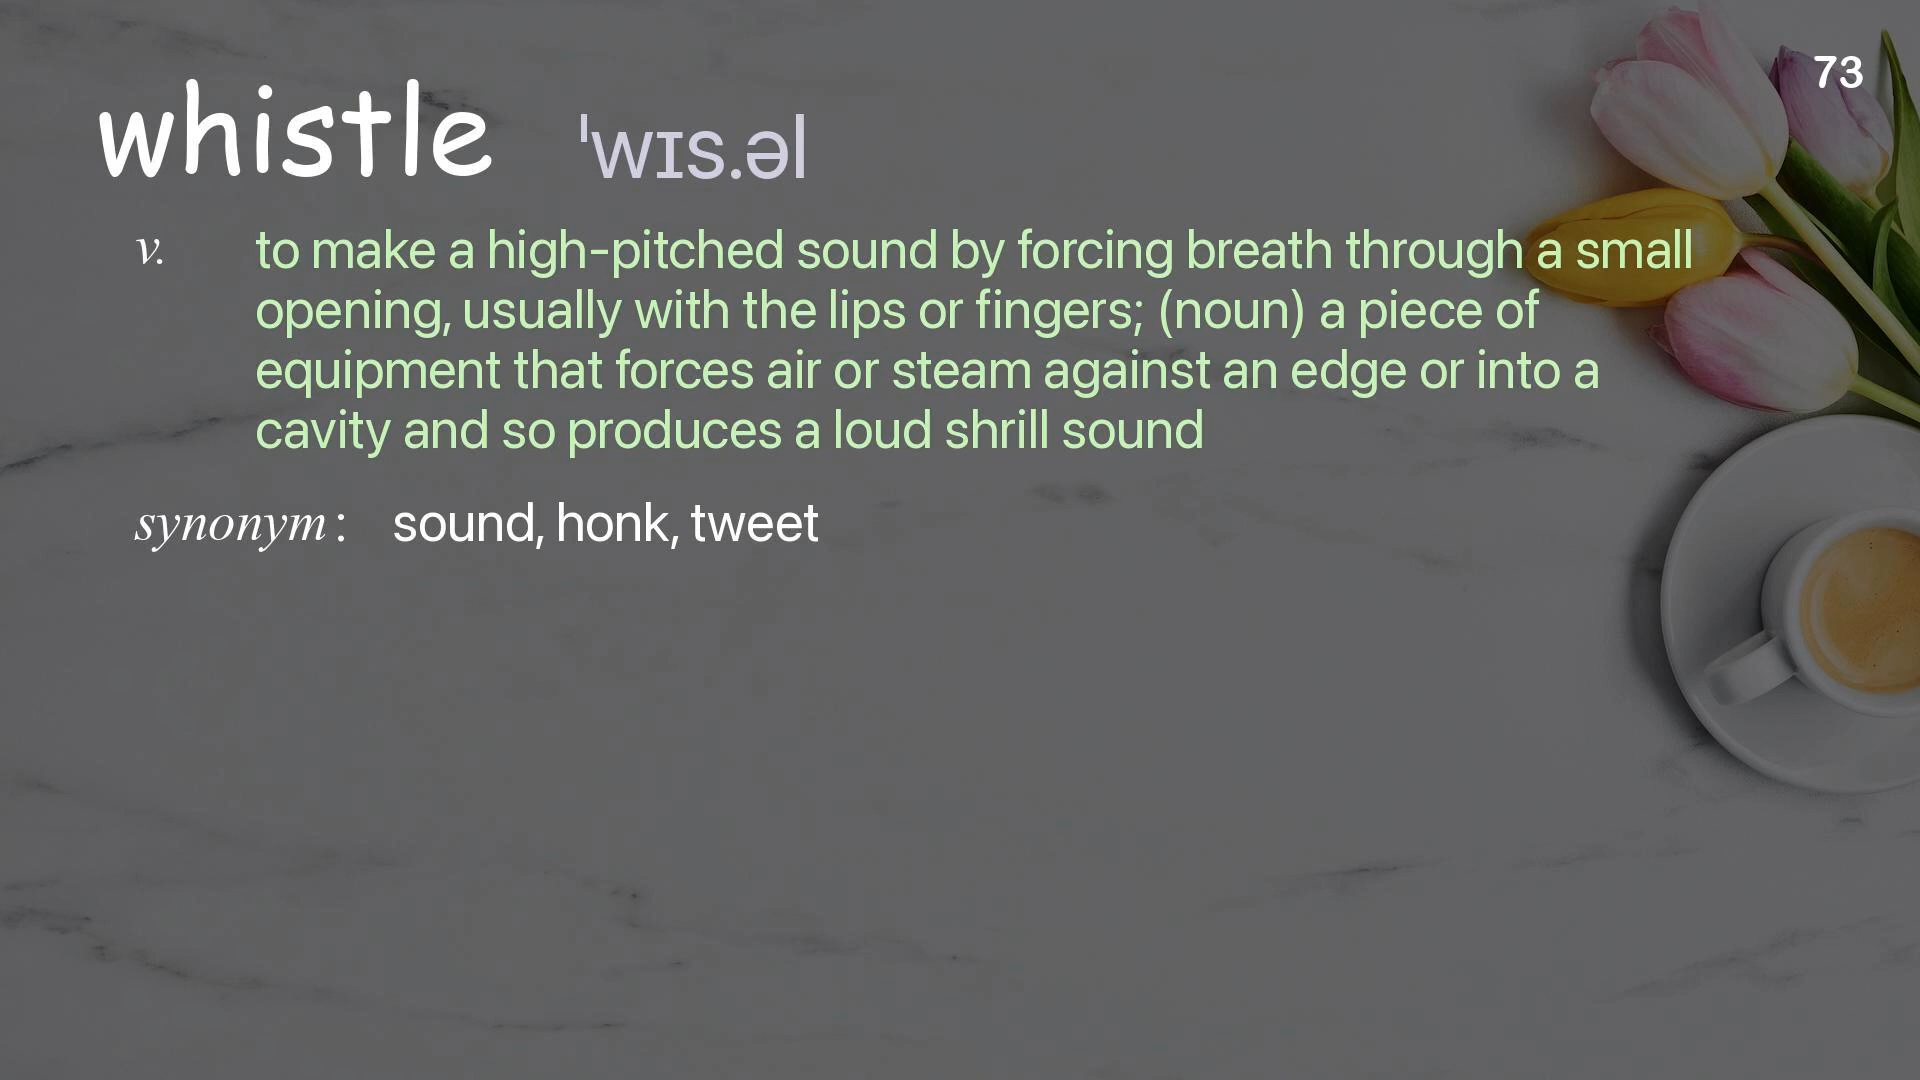 73
whistle ˈwɪs.əl
v. to make a high-pitched sound by forcing breath through a small
opening, usually with the lips or fingers; (noun) a piece of
equipment that forces air or steam against an edge or into a
cavity and so produces a loud shrill sound
synonym: sound, honk, tweet